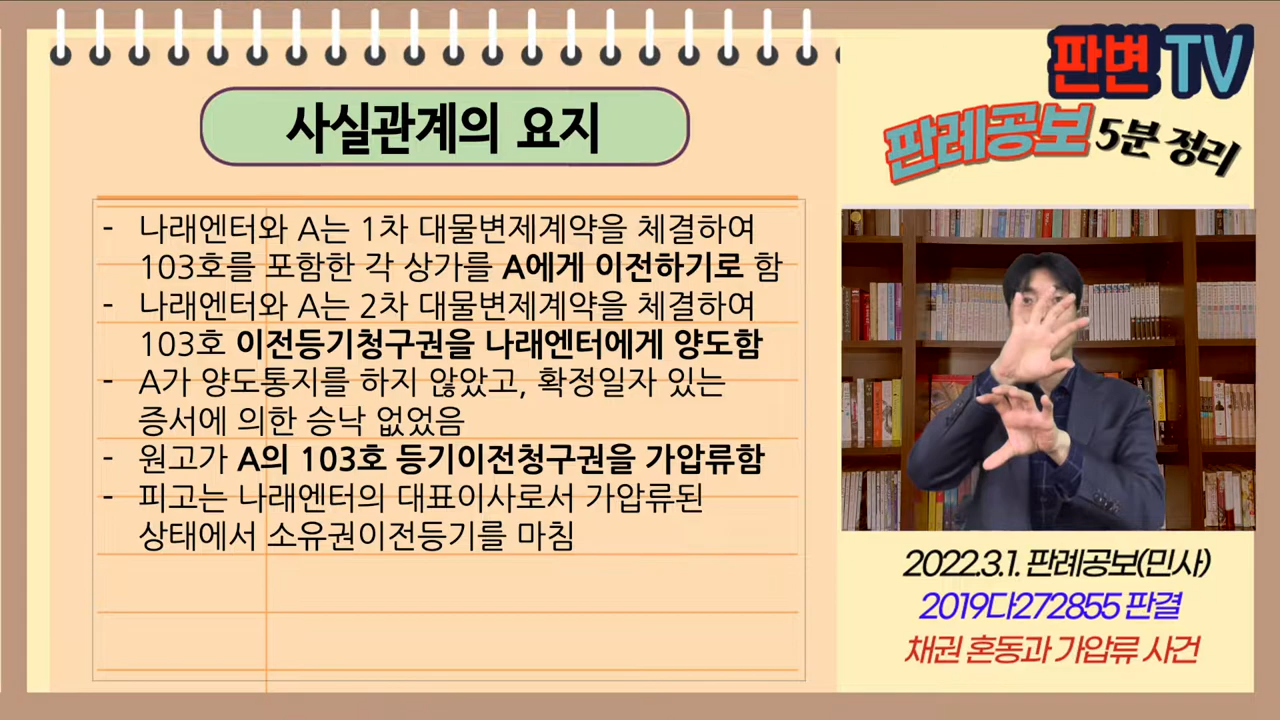 사실관계의 요지
- 나래엔터와 A는 1차 대물변제계약을 체결하여
103호를 포함한 각 상가를 A에게 이전하기로 함
- 나래엔터와 A는 2차 대물변제계약을 체결하여
103호 이전등기청구권을 나래엔터에게 양도함
- A가 양도통지를 하지 않았고, 확정일자 있는
증서에 의한 승낙 없었음
- 원고가 A의 103호 등기이전청구권을 가압류함
- 피고는 나래엔터의 대표이사로서 가압류된
상태에서 소유권이전등기를 마침
판변 TV
판례공보 5분 정리
2022.3.1. 판례공보(민사)
2019다272855 판결
채권 혼동과 가압류 사건